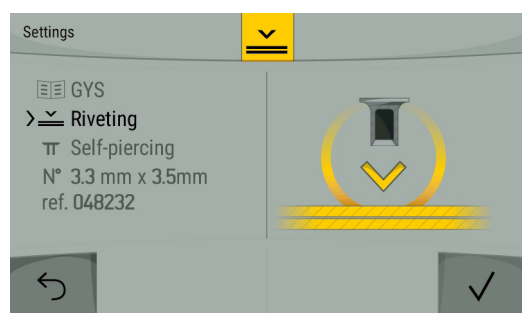 Settings
GYS
Riveting
Self-piercing
N° 3.3 mm x 3.5mm
ref. 048232